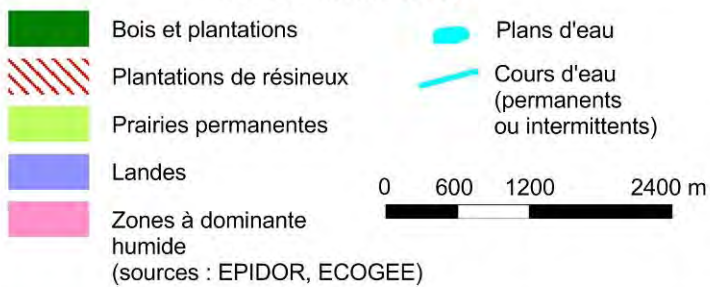 Bois et plantations
Plantations de résineux
Prairies permanentes
Landes
Zones à dominante
humide
(sources : EPIDOR, ECOGEE)
Plans d'eau
Cours d'eau
(permanents
ou intermittents)
0 600 1200 2400 m